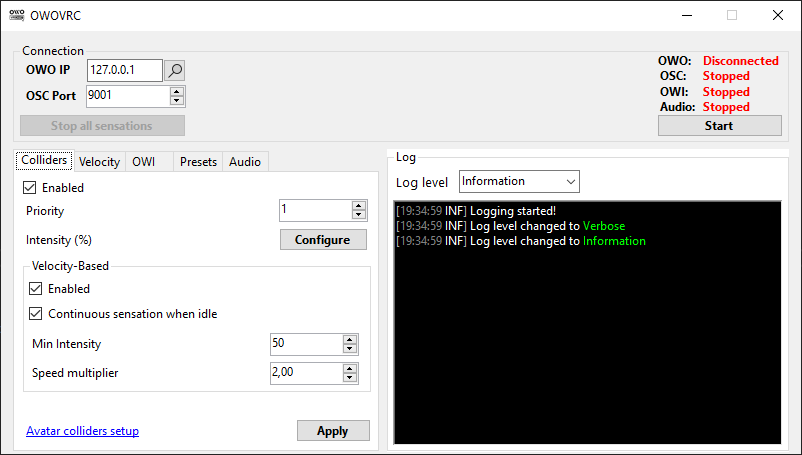 OWOVRC
Connection
OWO IP 127.0.0.1
OSC Port 9001
Stop all sensations
OWO: Disconnected
OSC: Stopped
OWI: Stopped
Audio: Stopped
Start
Colliders Velocity OWI Presets Audio
Enabled
Priority 1
Intensity (%) Configure
Velocity-Based
Enabled
Continuous sensation when idle
Min Intensity 50
Speed multiplier 2,00
Avatar colliders setup Apply
Log
Log level Information
[19:34:59 INF] Logging started!
[19:34:59 INF] Log level changed to Verbose
[19:34:59 INF] Log level changed to Information